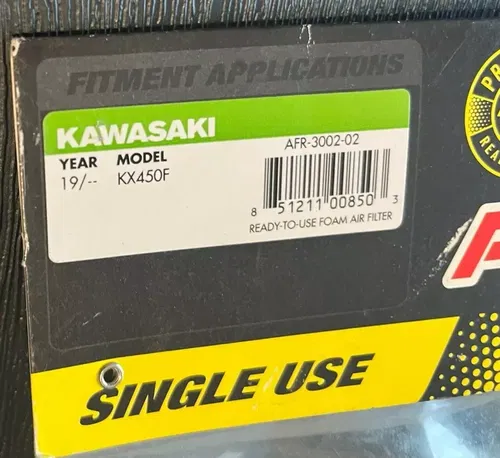 FITMENT APPLICATIONS
KAWASAKI
YEAR MODEL
19/-- KX450F
AFR-3002-02
8 51211 00850 3
READY-TO-USE FOAM AIR FILTER
SINGLE USE